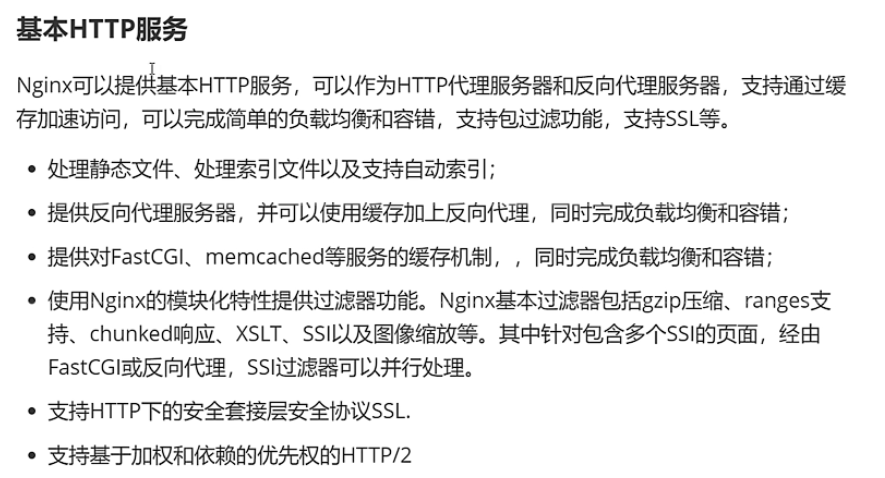 基本HTTP服务
Nginx可以提供基本HTTP服务，可以作为HTTP代理服务器和反向代理服务器，支持通过缓
存加速访问，可以完成简单的负载均衡和容错，支持包过滤功能，支持SSL等。
• 处理静态文件、处理索引文件以及支持自动索引；
• 提供反向代理服务器，并可以使用缓存加上反向代理，同时完成负载均衡和容错；
• 提供对FastCGI、memcached等服务的缓存机制，，同时完成负载均衡和容错；
• 使用Nginx的模块化特性提供过滤器功能。Nginx基本过滤器包括gzip压缩、ranges支
持、chunked响应、XSLT、SSI以及图像缩放等。其中针对包含多个SSI的页面，经由
FastCGI或反向代理，SSI过滤器可以并行处理。
• 支持HTTP下的安全套接层安全协议SSL.
• 支持基于加权和依赖的优先权的HTTP/2